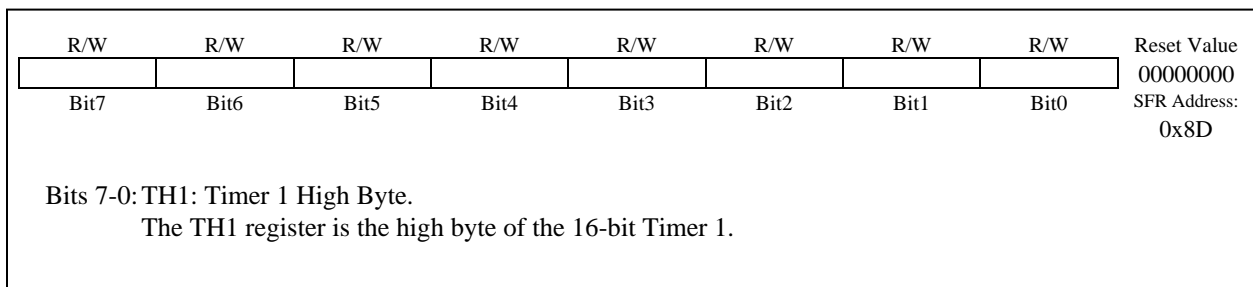 R/W R/W R/W R/W R/W R/W R/W R/W Reset Value
00000000
Bit7 Bit6 Bit5 Bit4 Bit3 Bit2 Bit1 Bit0 SFR Address:
0x8D
Bits 7-0: TH1: Timer 1 High Byte.
The TH1 register is the high byte of the 16-bit Timer 1.